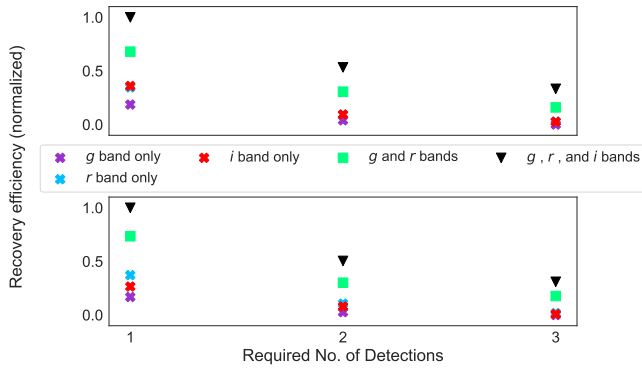 Recovery efficiency (normalized)
1.0
0.5
0.0
g band only
i band only
g and r bands
g , r , and i bands
r band only
1.0
0.5
0.0
1
2
3
Required No. of Detections